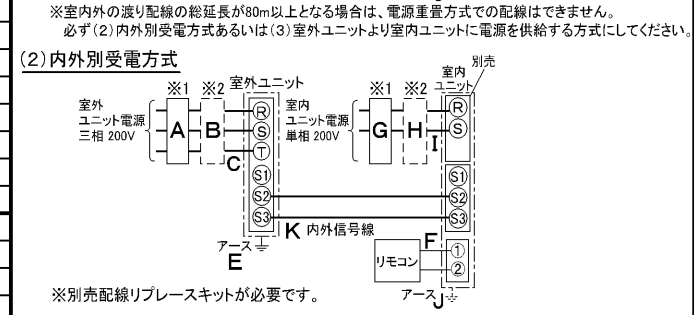 ※室内外の渡り配線の総延長が80m以上となる場合は、電源重畳方式での配線はできません。
必ず(2)内外別受電方式あるいは(3)室外ユニットより室内ユニットに電源を供給する方式にしてください。
(2)内外別受電方式
※1 ※2 室外ユニット
室外
ユニット電源
三相 200V
A B C
R
S
T
S1
S2
S3
アース
E
※1 ※2
室内
ユニット
別売
室内
ユニット電源
単相 200V
G H I
R
S
S1
S2
S3
K 内外信号線
リモコン
F
①
②
アース J
※別売配線リプレースキットが必要です。